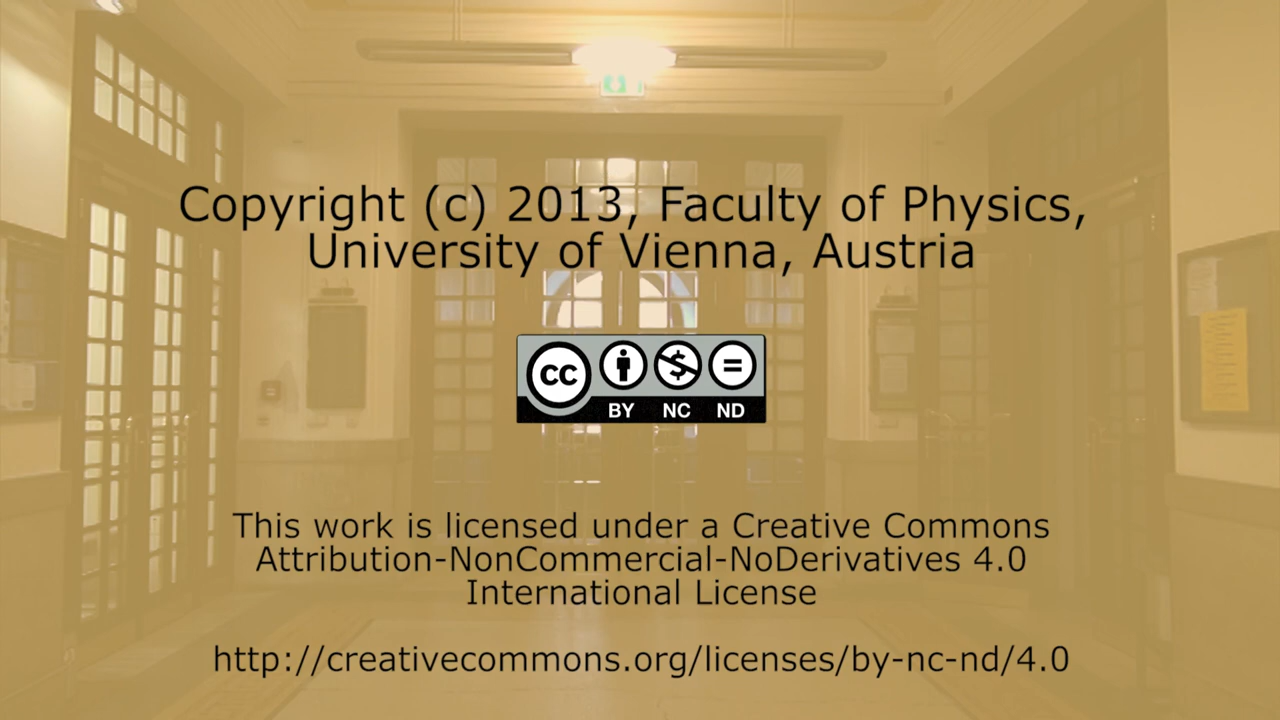 Copyright (c) 2013, Faculty of Physics,
University of Vienna, Austria
cc
BY NC ND
This work is licensed under a Creative Commons
Attribution-NonCommercial-NoDerivatives 4.0
International License
http://creativecommons.org/licenses/by-nc-nd/4.0